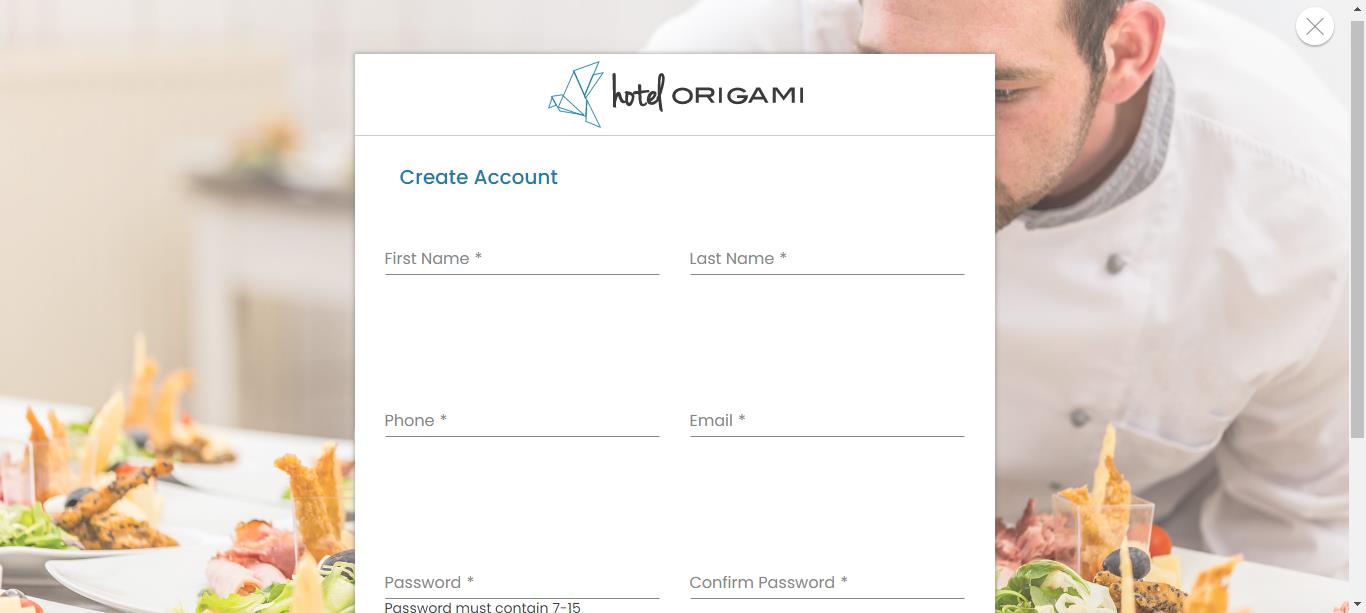 hotel ORIGAMI
Create Account
First Name *
Last Name *
Phone *
Email *
Password *
Confirm Password *
Password must contain 7-15